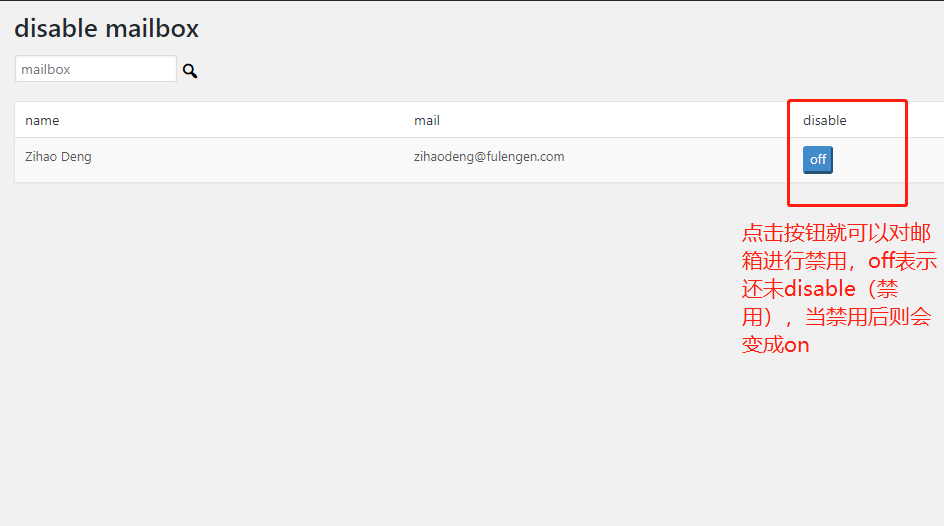 disable mailbox
mailbox
name mail disable
Zihao Deng zihaodeng@fulengen.com off
点击按钮就可以对邮
箱进行禁用，off表示
还未disable（禁
用），当禁用后则会
变成on